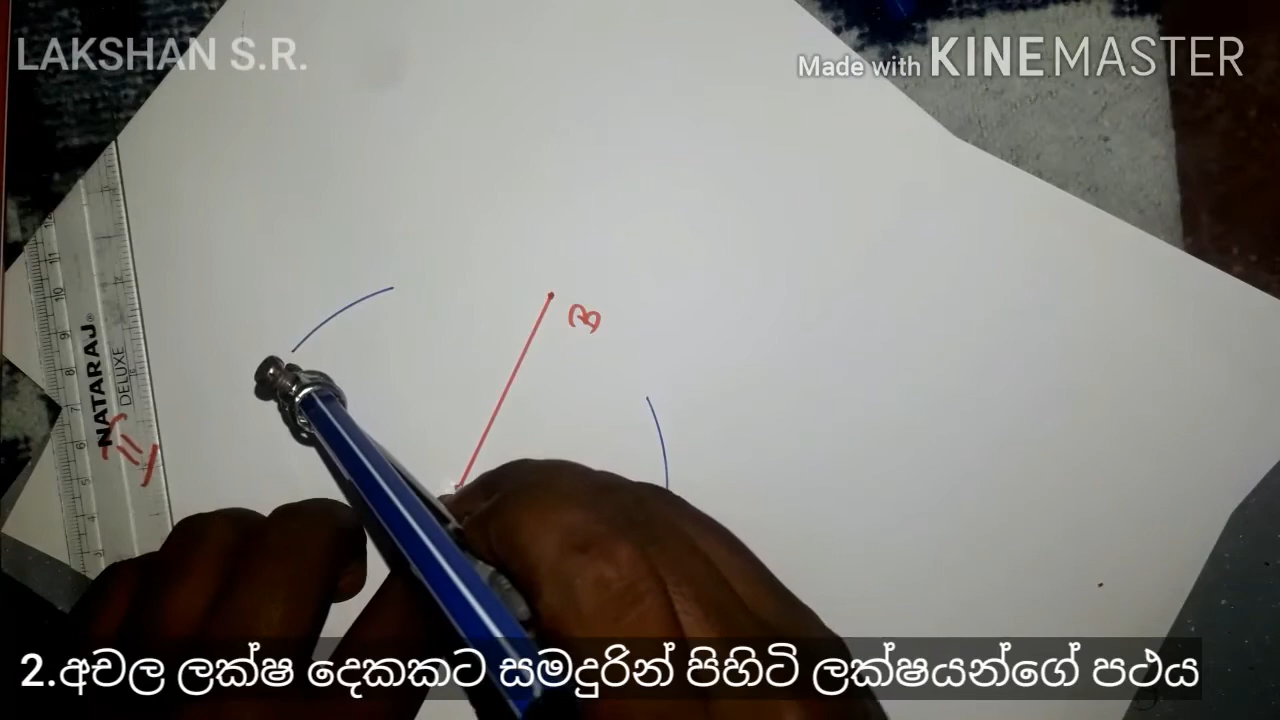 LAKSHAN S.R.
Made with KINEMASTER
B
NATARAJ®
DELUXE
2.අචල ලක්ෂ දෙකකට සමදුරින් පිහිටි ලක්ෂයන්ගේ පථය